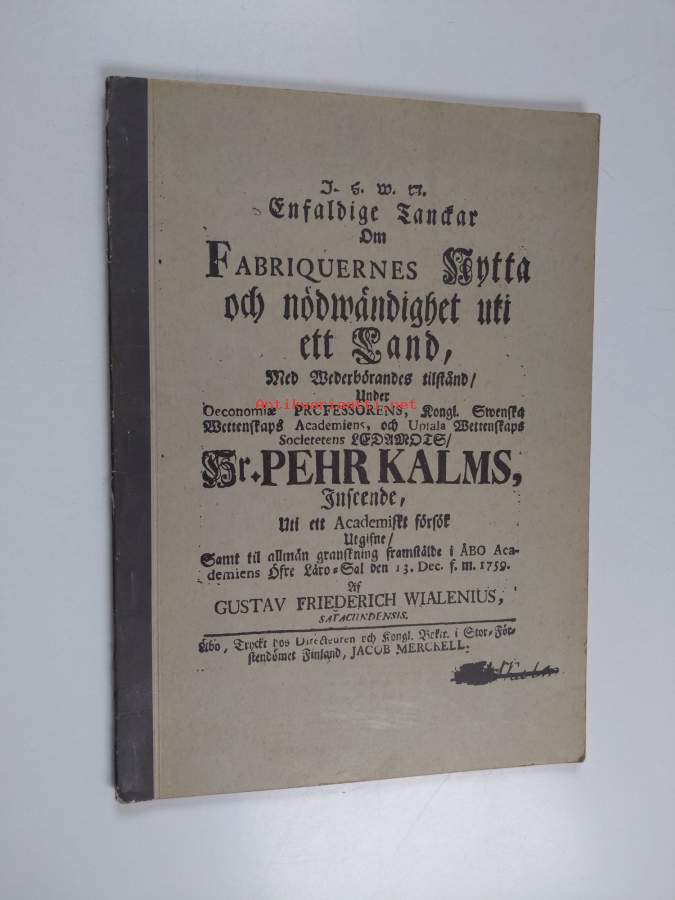 J. H. W. N.
Enfaldige Tanckar
Om
FABRIQUERNES Nytta
och nödwändighet uti
ett Land,
Med Wederbörandes tilstånd/
Under
Oeconomiæ PROFESSORENS, Kongl. Swenska
Wettenskaps Academiens, och Upsala Wettenskaps
Societetens LEDAMOTS/
Hr. PEHR KALMS,
Inseende,
Uti ett Academiskt försök
Utgifne/
Samt til allmän granskning framstälde i ÅBO Aca-
demiens Öfre Läro-Sal den 13. Dec. f. m. 1759.
Af
GUSTAV FRIEDERICH WIALENIUS,
SATACUNDENSIS.
Åbo, Tryckt hos Directeuren och Kongl. Boktr. i Stor-För-
stendömet Finland, JACOB MERCKELL.